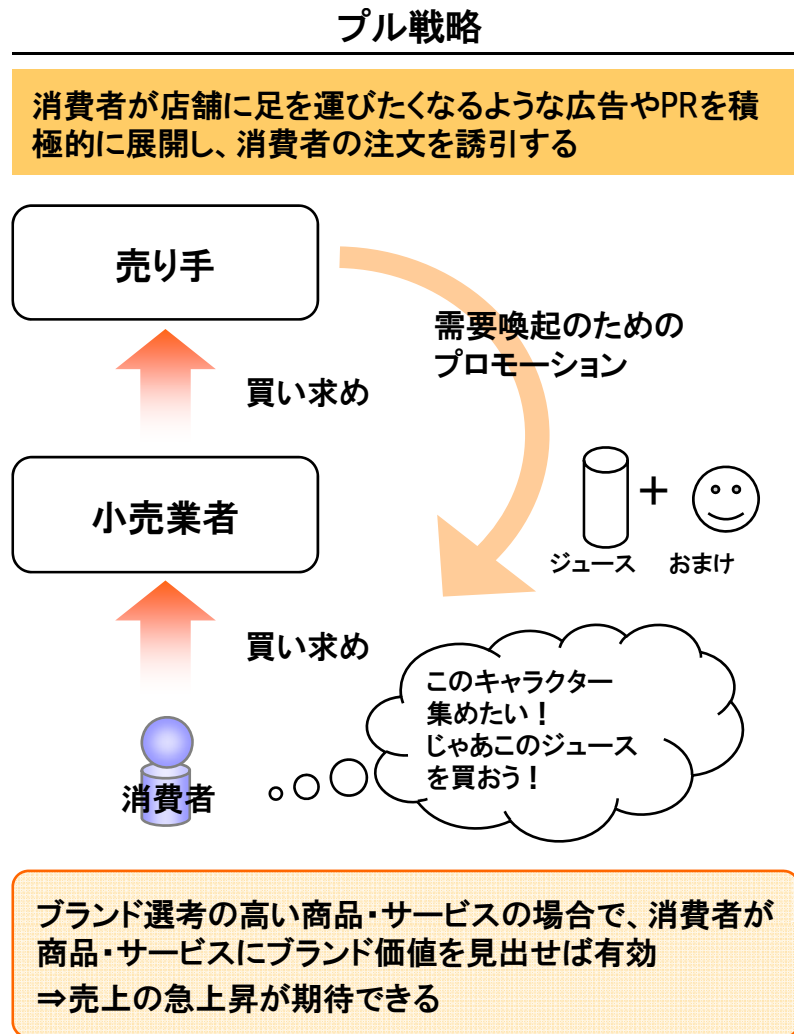 プル戦略
消費者が店舗に足を運びたくなるような広告やPRを積
極的に展開し、消費者の注文を誘引する
売り手
需要喚起のための
プロモーション
買い求め
小売業者
+
ジュース おまけ
買い求め
このキャラクター
集めたい！
じゃあこのジュース
を買おう！
消費者
ブランド選考の高い商品・サービスの場合で、消費者が
商品・サービスにブランド価値を見出せば有効
⇒売上の急上昇が期待できる